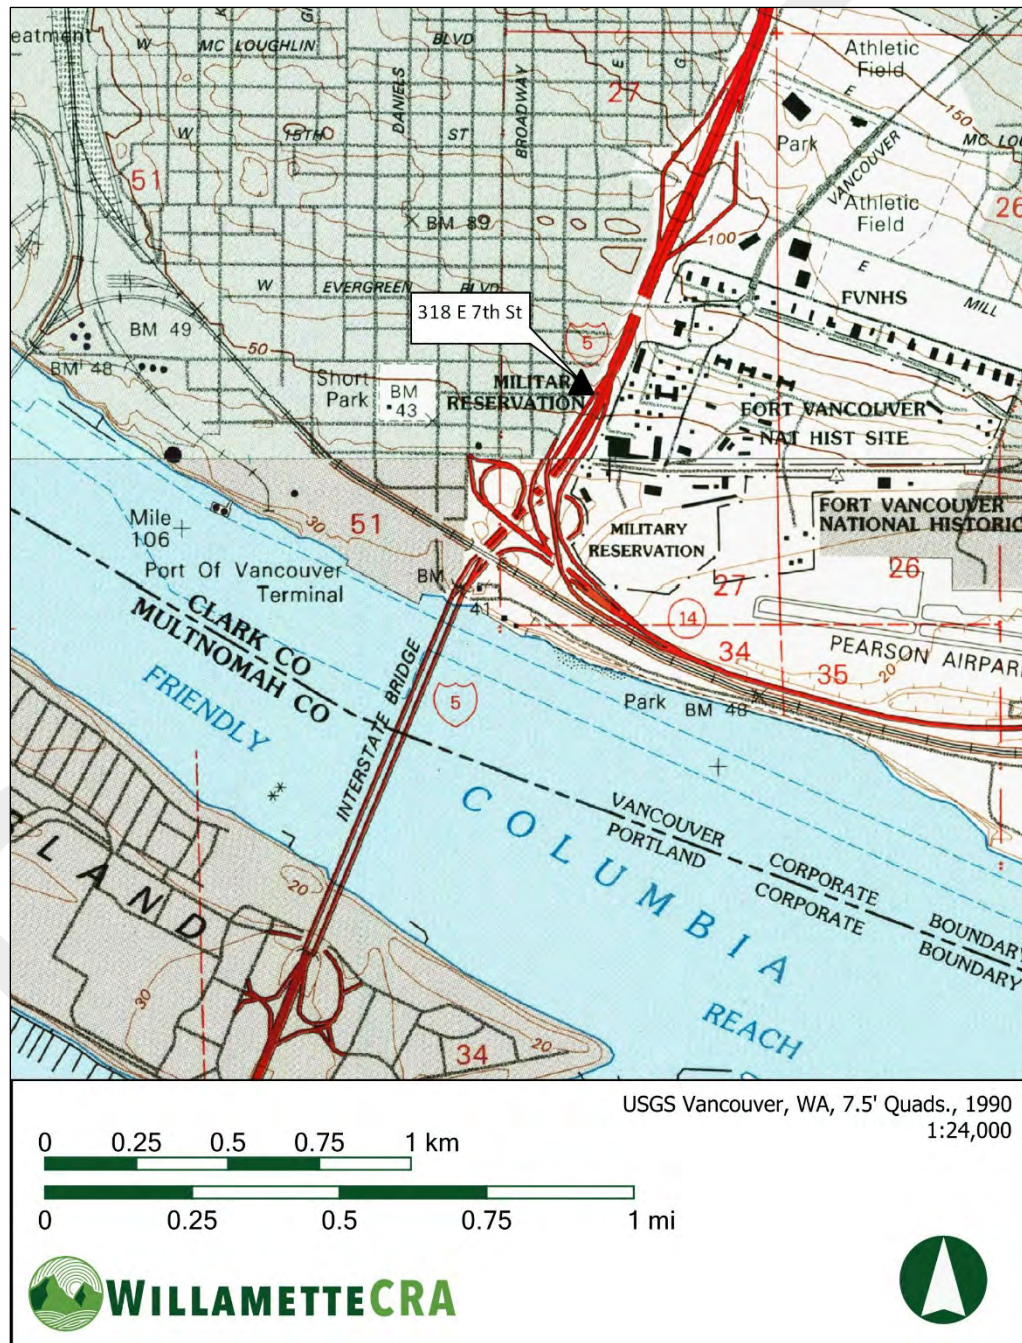 eatment
W
MC LOUGHLIN
BLVD
Athletic
Field
E
G
27
E
150
DANIELS
BROADWAY
W
15TH
ST
Park
MC LOU
VANCOUVER
51
26
BM 89
Athletic
Field
100
E
W
EVERGREEN
BLVD
FVNHS
MILL
318 E 7th St
BM 49
5
50
BM 48
Short
Park
BM
43
MILITARY
RESERVATION
FORT VANCOUVER
NAT HIST SITE
51
30
Mile
106
FORT VANCOUVER
NATIONAL HISTORIC
MILITARY
RESERVATION
Port Of Vancouver
Terminal
BM
41
27
26
CLARK CO
MULTNOMAH CO
14
34
35
PEARSON AIRPAR
20
FRIENDLY
5
Park
BM 48
INTERSTATE BRIDGE
COLUMBIA
VANCOUVER
PORTLAND
CORPORATE
CORPORATE
BOUNDARY
BOUNDARY
LAND
20
30
REACH
34
20
USGS Vancouver, WA, 7.5' Quads., 1990
1:24,000
0 0.25 0.5 0.75 1 km
0 0.25 0.5 0.75 1 mi
WILLAMETTECRA